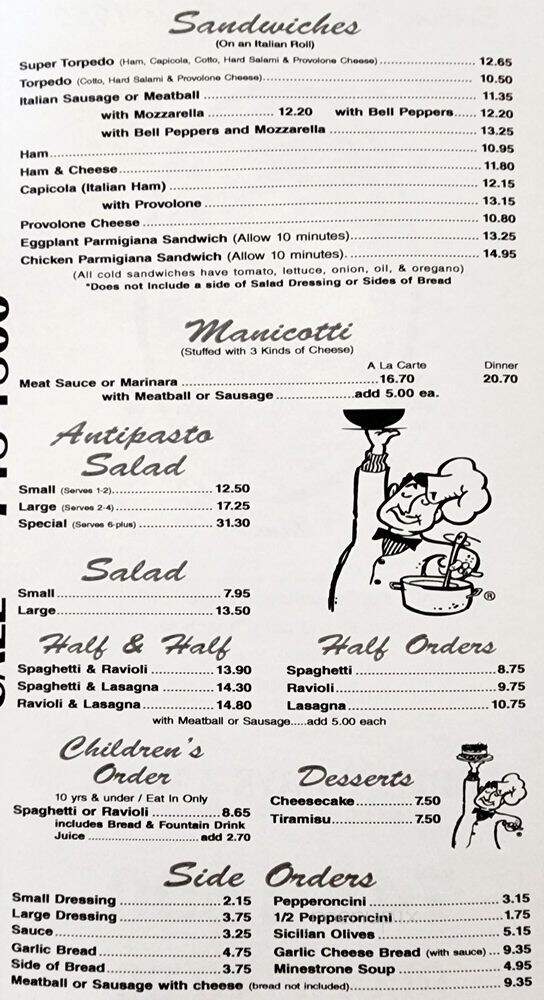 Sandwiches
(On an Italian Roll)
Super Torpedo (Ham, Capicola, Cotto, Hard Salami & Provolone Cheese) 12.65
Torpedo (Cotto, Hard Salami & Provolone Cheese) 10.50
Italian Sausage or Meatball 11.35
with Mozzarella 12.20 with Bell Peppers 12.20
with Bell Peppers and Mozzarella 13.25
Ham 10.95
Ham & Cheese 11.80
Capicola (Italian Ham) 12.15
with Provolone 13.15
Provolone Cheese 10.80
Eggplant Parmigiana Sandwich (Allow 10 minutes) 13.25
Chicken Parmigiana Sandwich (Allow 10 minutes) 14.95
(All cold sandwiches have tomato, lettuce, onion, oil, & oregano)
*Does not Include a side of Salad Dressing or Sides of Bread
Manicotti
(Stuffed with 3 Kinds of Cheese)
A La Carte Dinner
Meat Sauce or Marinara 16.70 20.70
with Meatball or Sausage add 5.00 ea.
Antipasto
Salad
Small (Serves 1-2) 12.50
Large (Serves 2-4) 17.25
Special (Serves 6-plus) 31.30
Salad
Small 7.95
Large 13.50
®
Half & Half
Spaghetti & Ravioli 13.90
Spaghetti & Lasagna 14.30
Ravioli & Lasagna 14.80
Half Orders
Spaghetti 8.75
Ravioli 9.75
Lasagna 10.75
with Meatball or Sausage.....add 5.00 each
Children's
Order
10 yrs & under / Eat In Only
Spaghetti or Ravioli 8.65
includes Bread & Fountain Drink
Juice add 2.70
Desserts
Cheesecake 7.50
Tiramisu 7.50
Side Orders
Small Dressing 2.15
Large Dressing 3.75
Sauce 3.25
Garlic Bread 4.75
Side of Bread 3.75
Pepperoncini 3.15
1/2 Pepperoncini 1.75
Sicilian Olives 5.15
Garlic Cheese Bread (with sauce) 9.35
Minestrone Soup 4.95
Meatball or Sausage with cheese (bread not included) 9.35